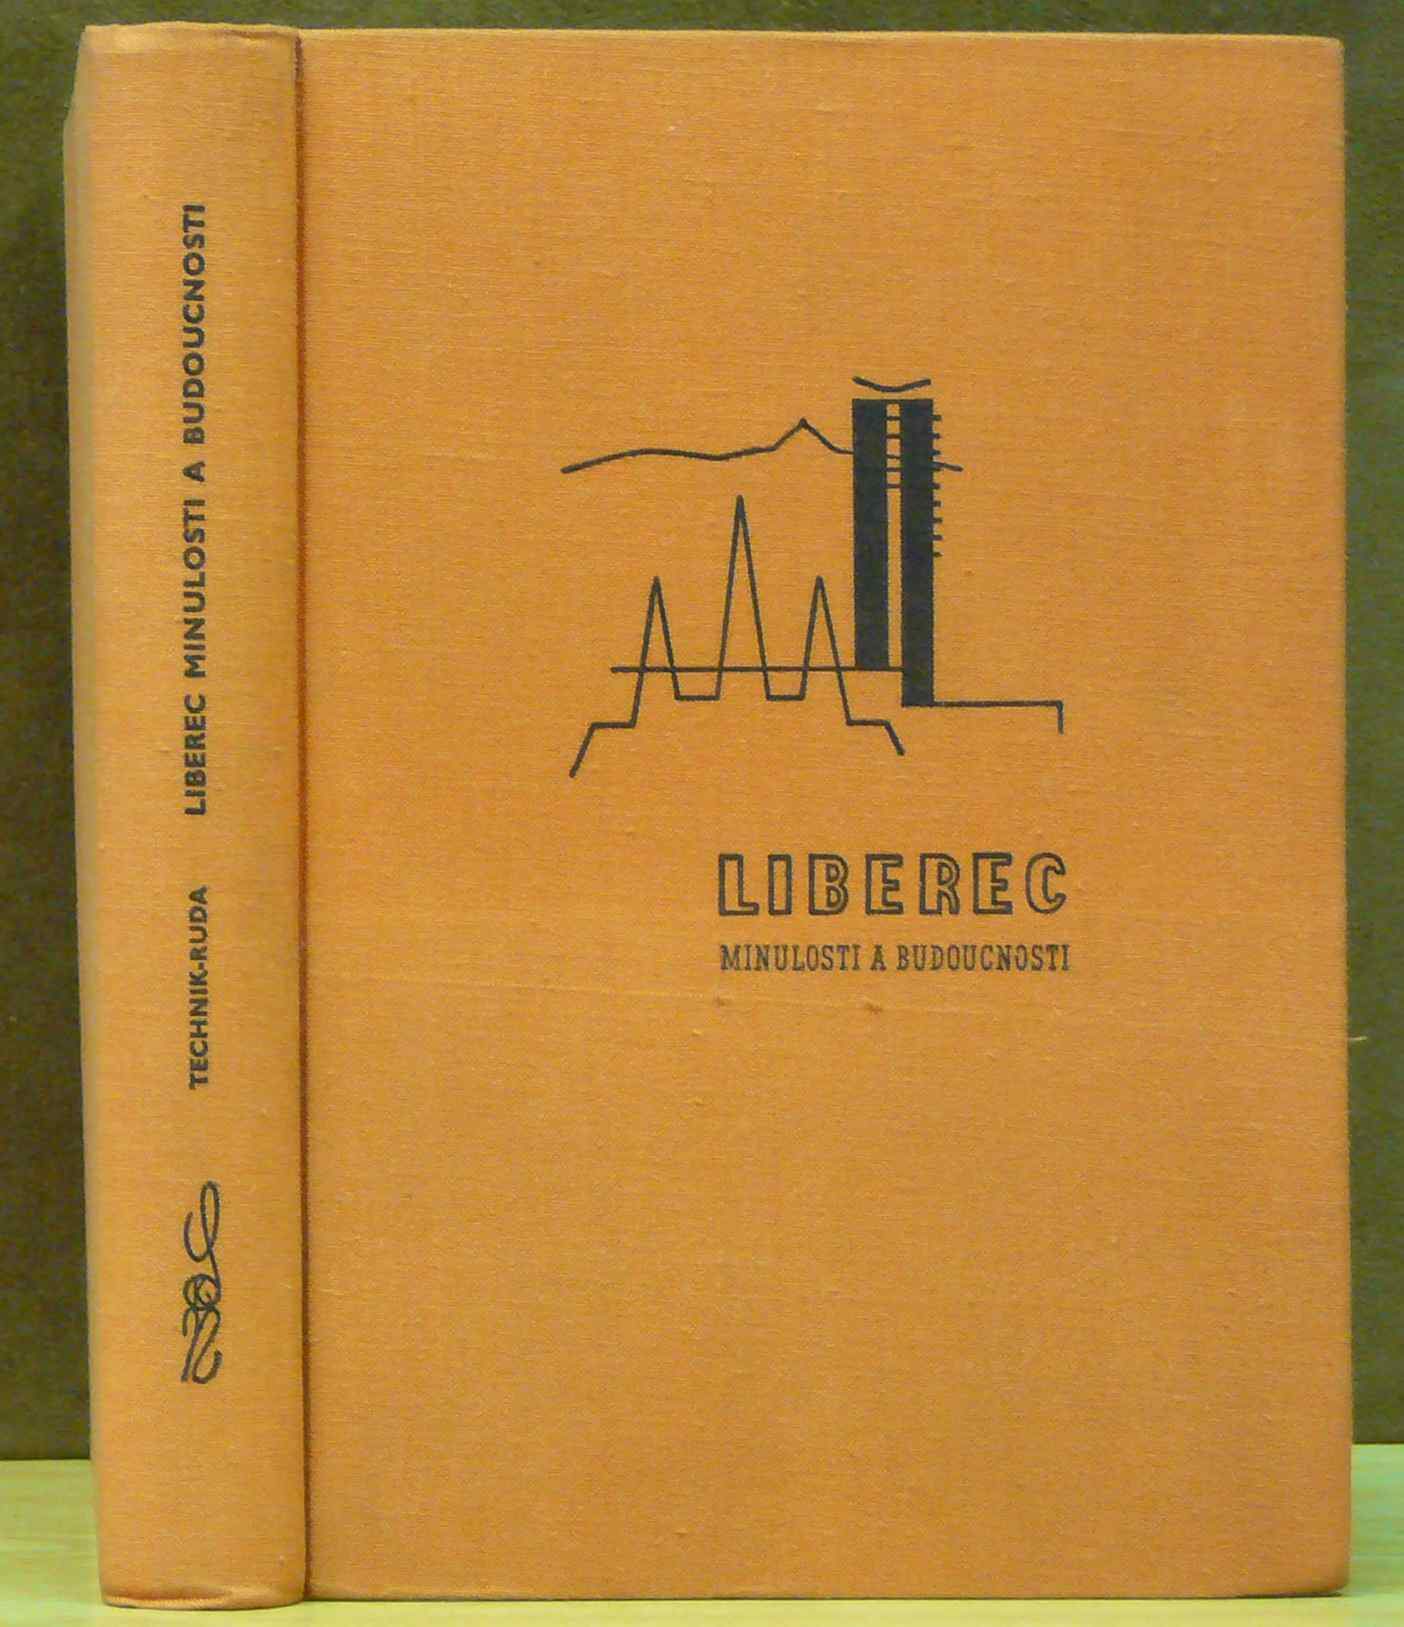 TECHNIK-RUDA LIBEREC MINULOSTI A BUDOUCNOSTI
LIBEREC
MINULOSTI A BUDOUCNOSTI